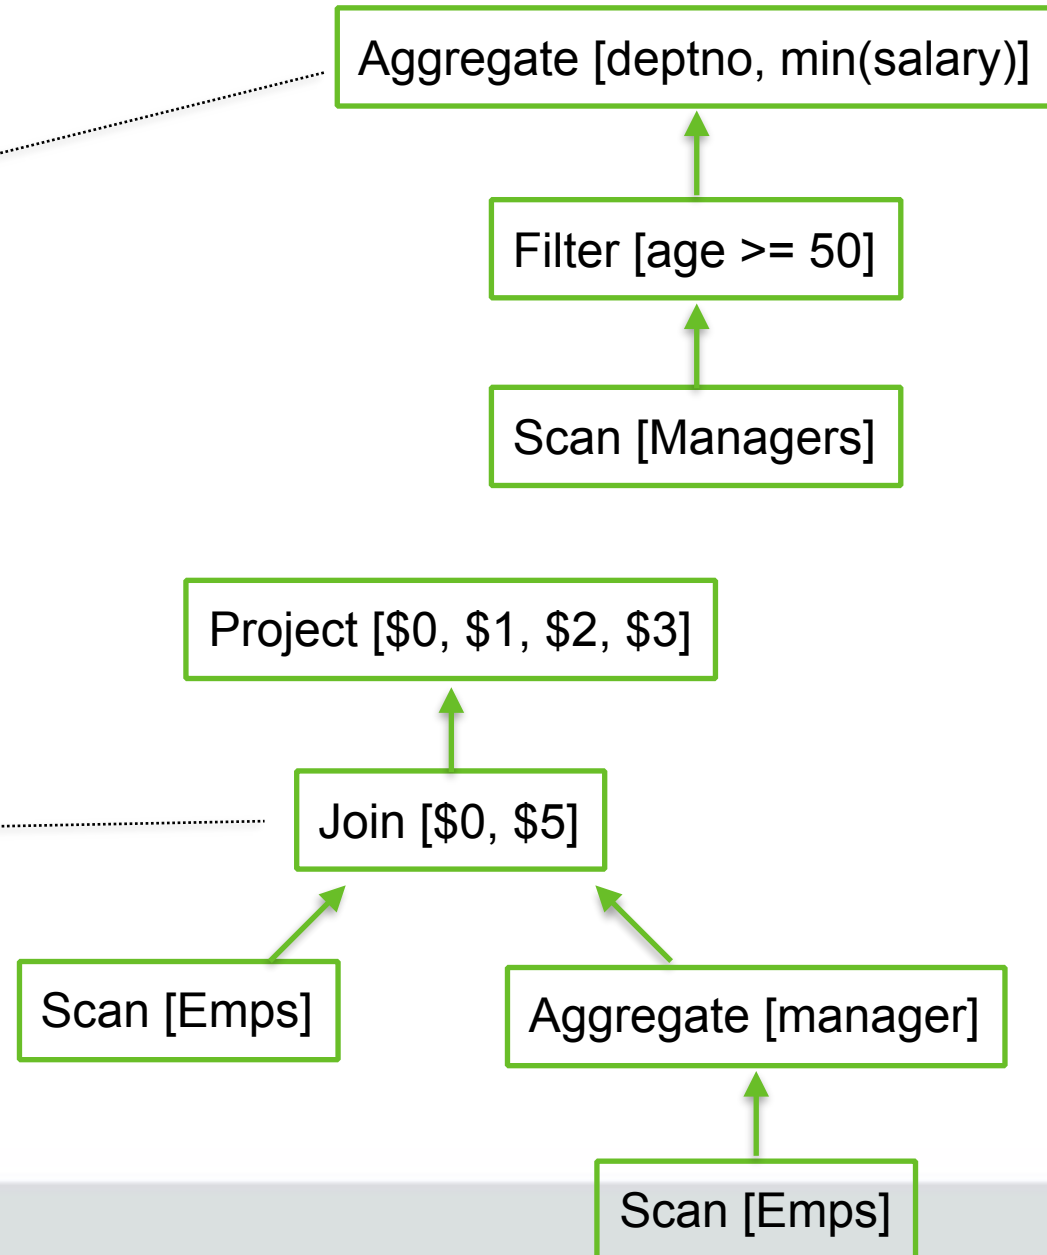 Aggregate [deptno, min(salary)]
Filter [age >= 50]
Scan [Managers]
Project [$0, $1, $2, $3]
Join [$0, $5]
Scan [Emps]
Aggregate [manager]
Scan [Emps]